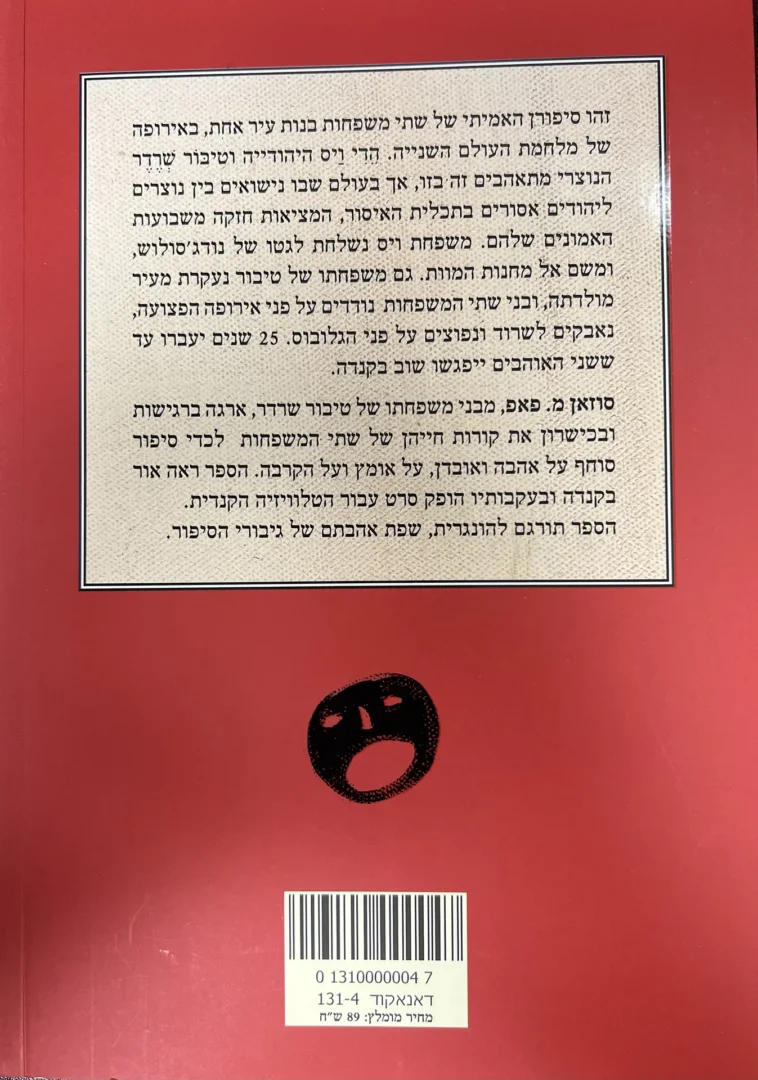 זהו סיפורן האמיתי של שתי משפחות בנות עיר אחת, באירופה
של מלחמת העולם השנייה. הֶדִי וַיס היהודייה וטיבּוֹר שְׁרֶדֶר
הנוצרי מתאהבים זה בזו, אך בעולם שבו נישואים בין נוצרים
ליהודים אסורים בתכלית האיסור, המציאות חזקה משבועות
האמונים שלהם. משפחת ויס נשלחת לגטו של נודג'סולוש,
ומשם אל מחנות המוות. גם משפחתו של טיבור נעקרת מעיר
מולדתה, ובני שתי המשפחות נודדים על פני אירופה הפצועה,
נאבקים לשרוד ונפוצים על פני הגלובוס. 25 שנים יעברו עד
ששני האוהבים ייפגשו שוב בקנדה.
סוזאן מ. פאפ, מבני משפחתו של טיבור שרדר, ארגה ברגישות
ובכישרון את קורות חייהן של שתי המשפחות לכדי סיפור
סוחף על אהבה ואובדן, על אומץ ועל הקרבה. הספר ראה אור
בקנדה ובעקבותיו הופק סרט עבור הטלוויזיה הקנדית.
הספר תורגם להונגרית, שפת אהבתם של גיבורי הסיפור.
0 1310000004 7
דאנאקוד 131-4
מחיר מומלץ: 89 ש"ח